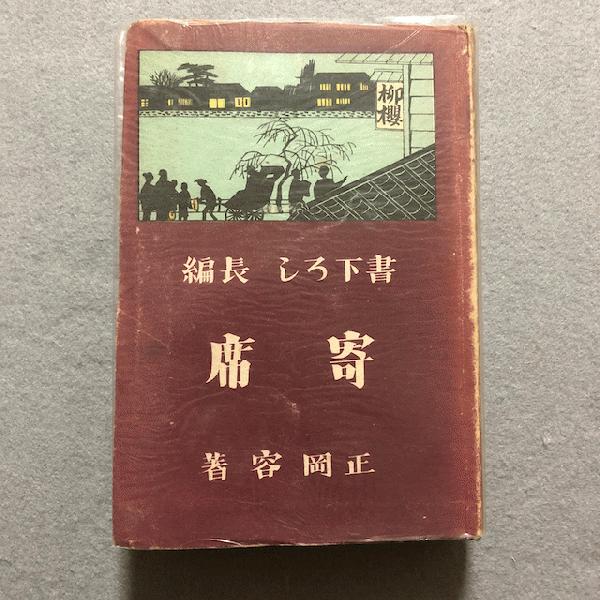 柳櫻
書下ろし 長編
寄席
正岡容著